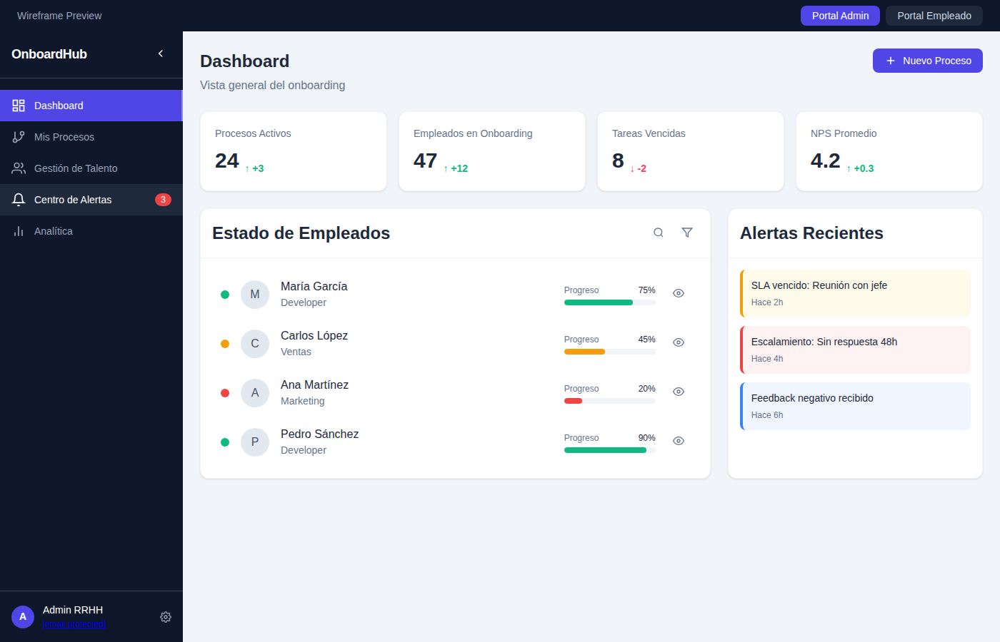 Wireframe Preview
Portal Admin
Portal Empleado
OnboardHub
Dashboard
Mis Procesos
Gestión de Talento
Centro de Alertas
3
Analítica
A
Admin RRHH
[email protected]
Dashboard
Vista general del onboarding
Nuevo Proceso
Procesos Activos
24 ↑ +3
Empleados en Onboarding
47 ↑ +12
Tareas Vencidas
8 ↓ -2
NPS Promedio
4.2 ↑ +0.3
Estado de Empleados
M
María García
Developer
Progreso 75%
C
Carlos López
Ventas
Progreso 45%
A
Ana Martínez
Marketing
Progreso 20%
P
Pedro Sánchez
Developer
Progreso 90%
Alertas Recientes
SLA vencido: Reunión con jefe
Hace 2h
Escalamiento: Sin respuesta 48h
Hace 4h
Feedback negativo recibido
Hace 6h